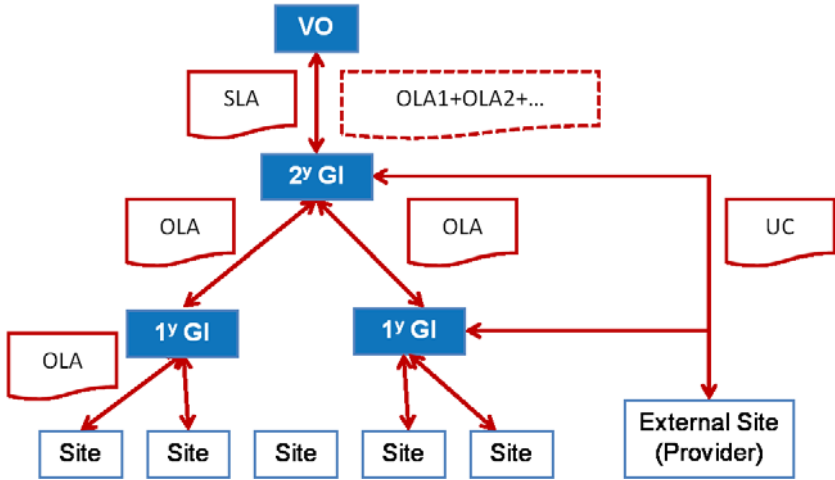 VO
SLA
OLA1+OLA2+...
2ʸ GI
OLA
OLA
UC
1ʸ GI
1ʸ GI
OLA
Site
Site
Site
Site
Site
External Site
(Provider)